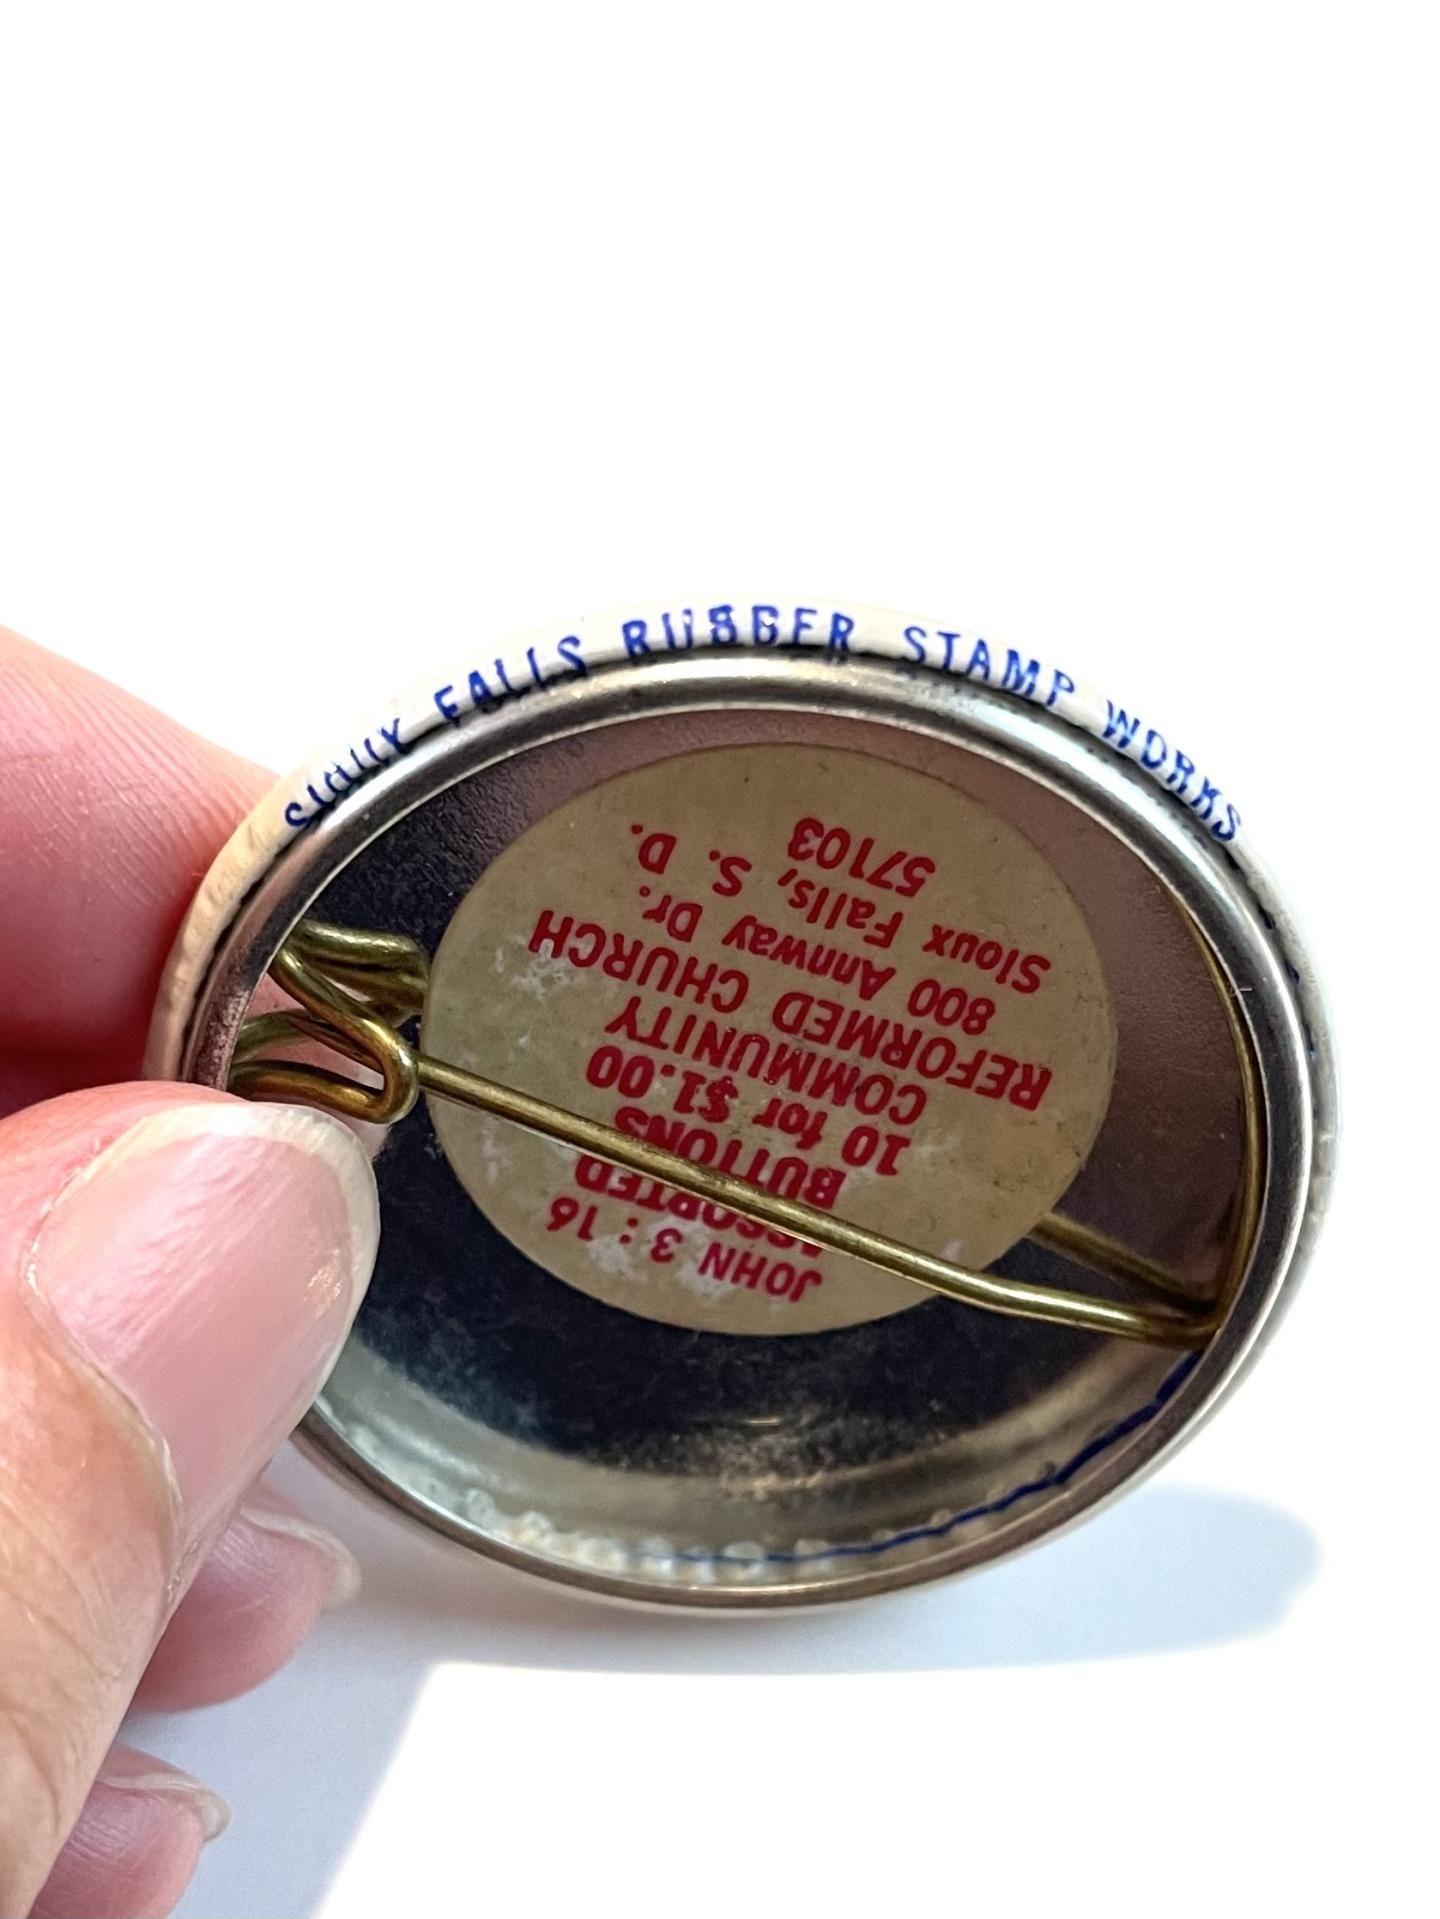 SIOUX FALLS RUBBER STAMP WORKS
JOHN 3:16
ASSORTED
BUTTONS
10 for $1.00
COMMUNITY
REFORMED CHURCH
800 Annway Dr.
Sioux Falls, S. D.
57103